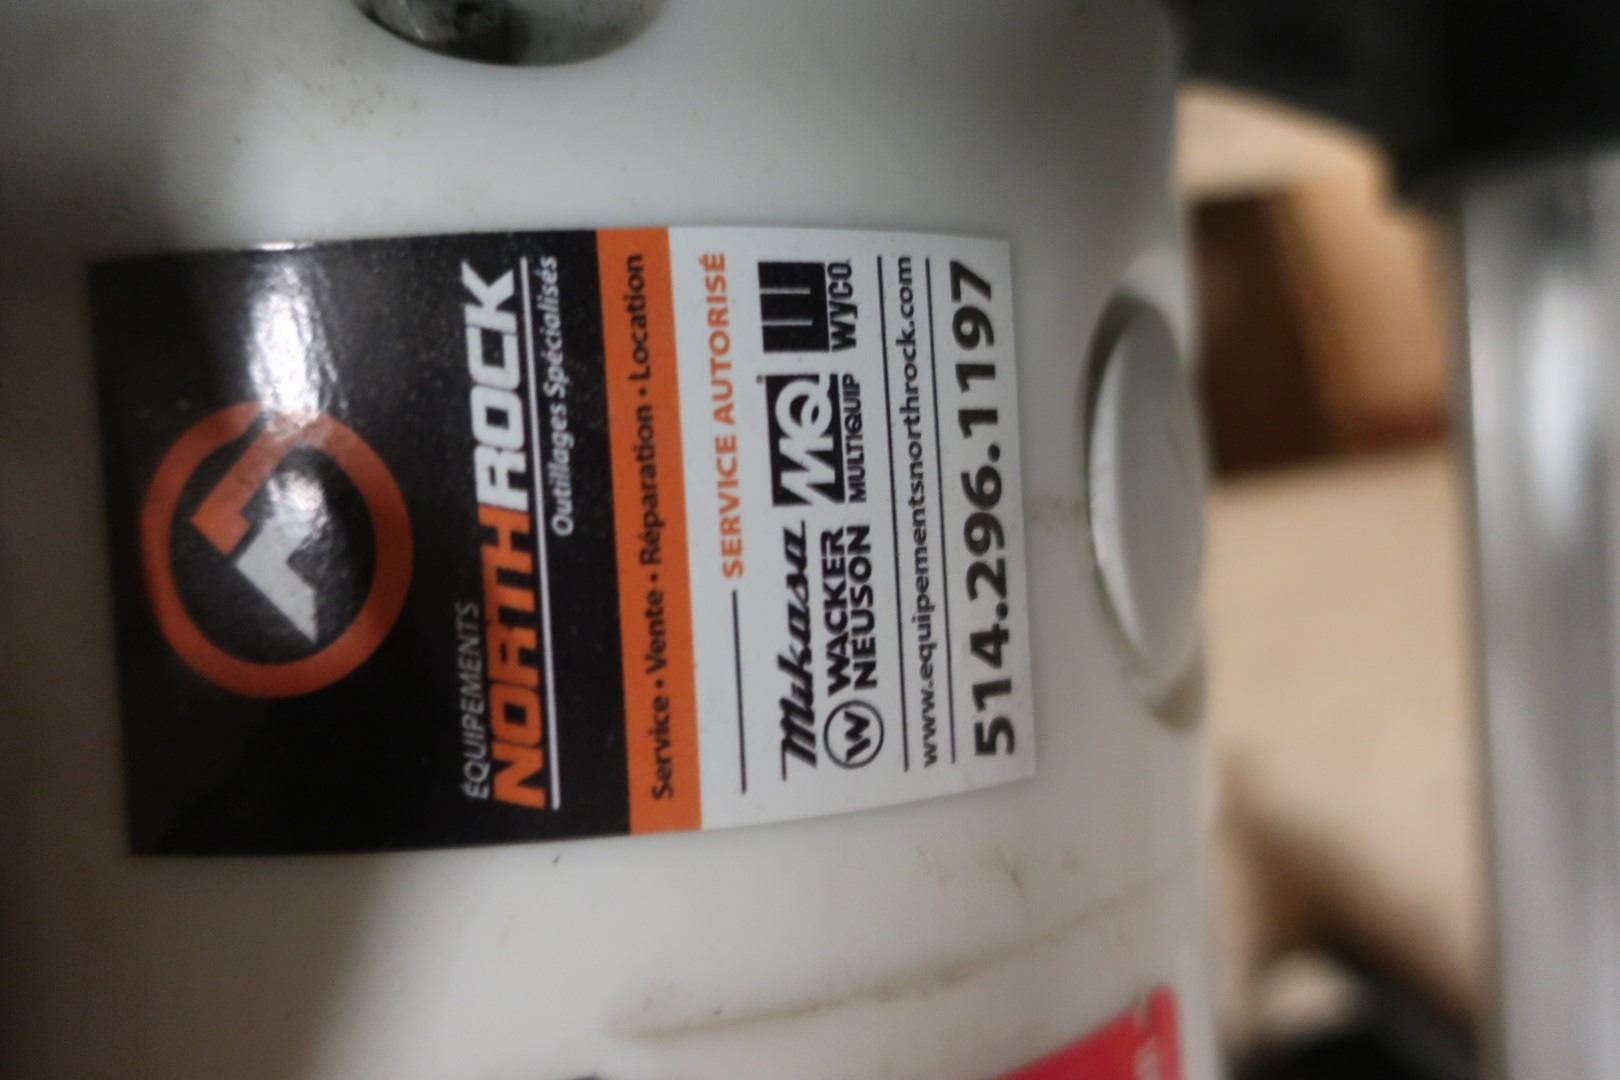 ÉQUIPEMENTS
NORTHROCK
Outillages Spécialisés
Service • Vente • Réparation • Location
SERVICE AUTORISÉ
Mikasa MQ MULTIQUIP WYCO
W WACKER NEUSON
www.equipementsnorthrock.com
514.296.1197